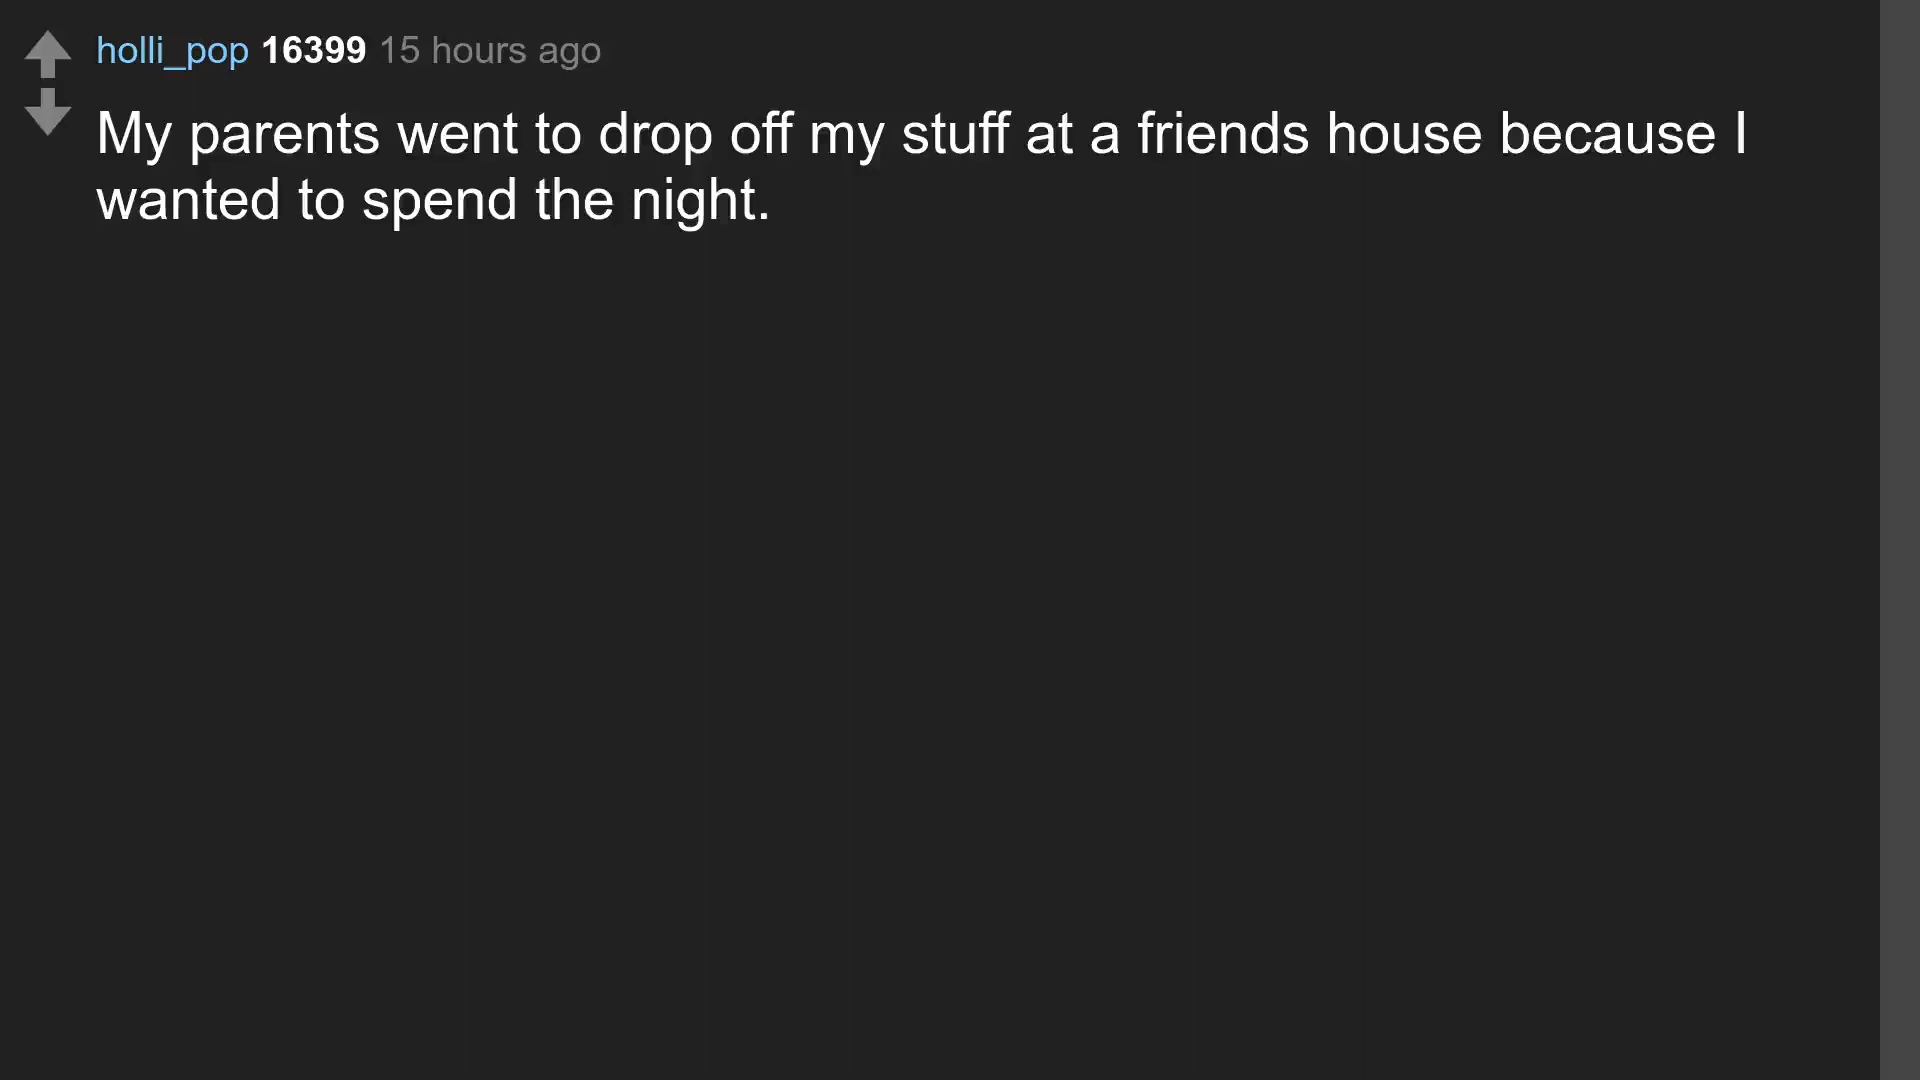 holli_pop 16399 15 hours ago
My parents went to drop off my stuff at a friends house because I
wanted to spend the night.